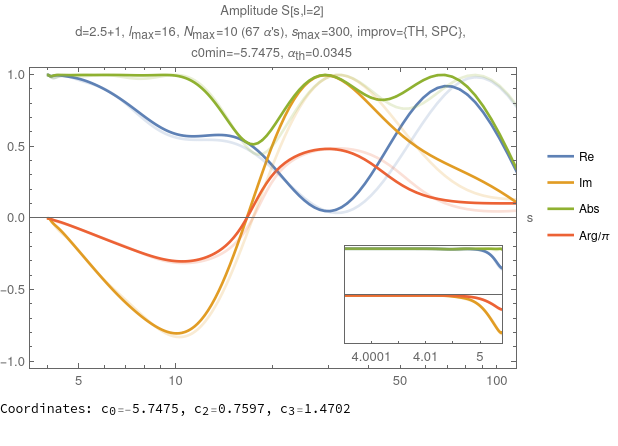 Amplitude S[s,l=2]
d=2.5+1, lmax=16, Nmax=10 (67 α's), smax=300, improv={TH, SPC},
c0min=−5.7475, αth=0.0345
1.0
0.5
0.0
−0.5
−1.0
s
Re
Im
Abs
Arg/π
4.0001 4.01 5
5 10 50 100
Coordinates: c0=-5.7475, c2=0.7597, c3=1.4702